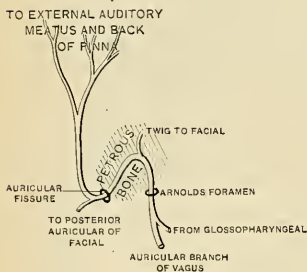 TO EXTERNAL AUDITORY
MEATUS AND BACK
OF PINNA
TWIG TO FACIAL
PETROUS
BONE
AURICULAR
FISSURE
ARNOLDS FORAMEN
TO POSTERIOR
AURICULAR OF
FACIAL
FROM GLOSSOPHARYNGEAL
AURICULAR BRANCH
OF VAGUS